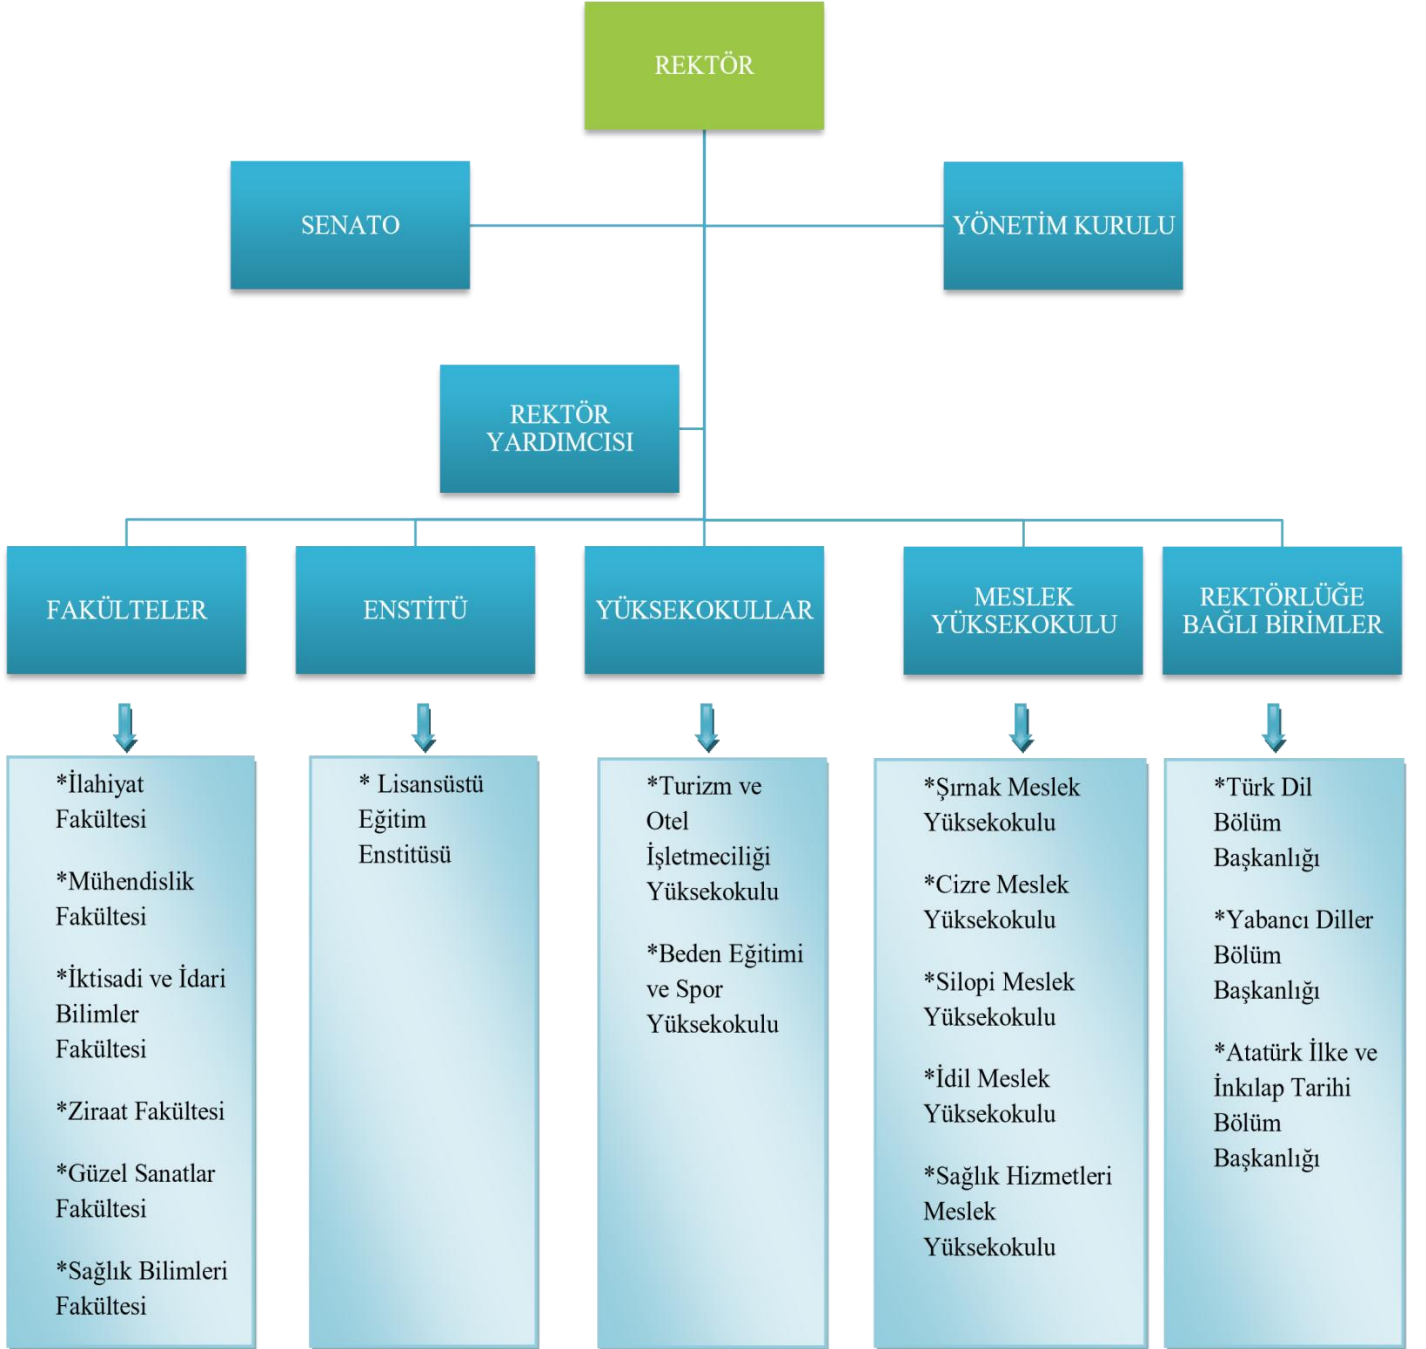 REKTÖR
SENATO
YÖNETİM KURULU
REKTÖR
YARDIMCISI
FAKÜLTELER
ENSTİTÜ
YÜKSEKOKULLAR
MESLEK
YÜKSEKOKULU
REKTÖRLÜĞE
BAĞLI BİRİMLER
*İlahiyat
Fakültesi
*Mühendislik
Fakültesi
*İktisadi ve İdari
Bilimler
Fakültesi
*Ziraat Fakültesi
*Güzel Sanatlar
Fakültesi
*Sağlık Bilimleri
Fakültesi
* Lisansüstü
Eğitim
Enstitüsü
*Turizm ve
Otel
İşletmeciliği
Yüksekokulu
*Beden Eğitimi
ve Spor
Yüksekokulu
*Şırnak Meslek
Yüksekokulu
*Cizre Meslek
Yüksekokulu
*Silopi Meslek
Yüksekokulu
*İdil Meslek
Yüksekokulu
*Sağlık Hizmetleri
Meslek
Yüksekokulu
*Türk Dil
Bölüm
Başkanlığı
*Yabancı Diller
Bölüm
Başkanlığı
*Atatürk İlke ve
İnkılap Tarihi
Bölüm
Başkanlığı